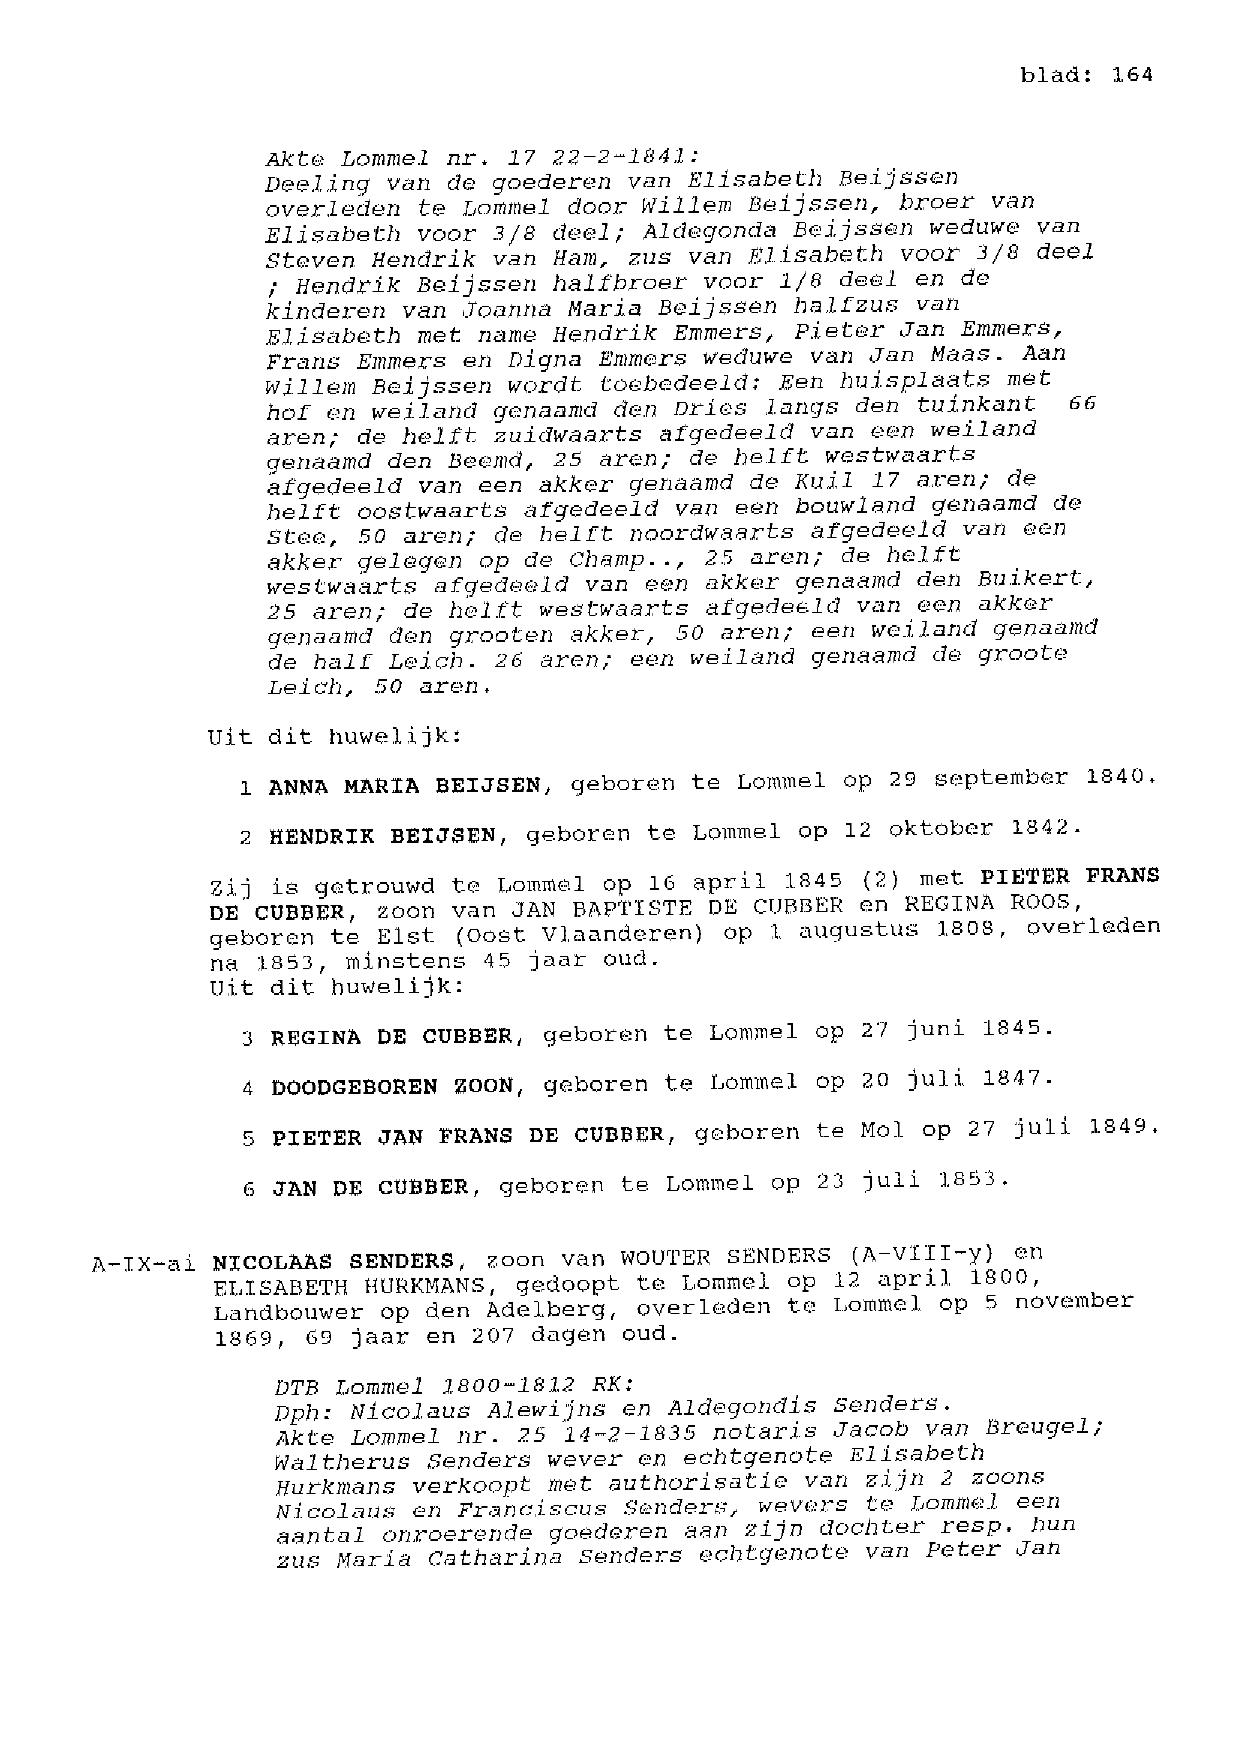 blad: 164
Akte Lommel nr. 17 22-2-1841:
Deeling van de goederen van Elisabeth Beijssen
overleden te Lommel door Willem Beijssen, broer van
Elisabeth voor 3/8 deel; Aldegonda Beijssen weduwe van
Steven Hendrik van Ham, zus van Elisabeth voor 3/8 deel
; Hendrik Beijssen halfbroer voor 1/8 deel en de
kinderen van Joanna Maria Beijssen halfzus van
Elisabeth met name Hendrik Emmers, Pieter Jan Emmers,
Frans Emmers en Digna Emmers weduwe van Jan Maas. Aan
Willem Beijssen wordt toebedeeld: Een huisplaats met
hof en weiland genaamd den Dries langs den tuinkant 66
aren; de helft zuidwaarts afgedeeld van een weiland
genaamd den Beemd, 25 aren; de helft westwaarts
afgedeeld van een akker genaamd de Kuil 17 aren; de
helft oostwaarts afgedeeld van een bouwland genaamd de
Stee, 50 aren; de helft noordwaarts afgedeeld van een
akker gelegen op de Champ.., 25 aren; de helft
westwaarts afgedeeld van een akker genaamd den Buikert,
25 aren; de helft westwaarts afgedeeld van een akker
genaamd den grooten akker, 50 aren; een weiland genaamd
de half Leich. 26 aren; een weiland genaamd de groote
Leich, 50 aren.
Uit dit huwelijk:
1 ANNA MARIA BEIJSEN, geboren te Lommel op 29 september 1840.
2 HENDRIK BEIJSEN, geboren te Lommel op 12 oktober 1842.
Zij is getrouwd te Lommel op 16 april 1845 (2) met PIETER FRANS
DE CUBBER, zoon van JAN BAPTISTE DE CUBBER en REGINA ROOS,
geboren te Elst (Oost Vlaanderen) op 1 augustus 1808, overleden
na 1853, minstens 45 jaar oud.
Uit dit huwelijk:
3 REGINA DE CUBBER, geboren te Lommel op 27 juni 1845.
4 DOODGEBOREN ZOON, geboren te Lommel op 20 juli 1847.
5 PIETER JAN FRANS DE CUBBER, geboren te Mol op 27 juli 1849.
6 JAN DE CUBBER, geboren te Lommel op 23 juli 1853.
A-IX-ai NICOLAAS SENDERS, zoon van WOUTER SENDERS (A-VIII-y) en
ELISABETH HURKMANS, gedoopt te Lommel op 12 april 1800,
Landbouwer op den Adelberg, overleden te Lommel op 5 november
1869, 69 jaar en 207 dagen oud.
DTB Lommel 1800-1812 RK:
Dph: Nicolaus Alewijns en Aldegondis Senders.
Akte Lommel nr. 25 14-2-1835 notaris Jacob van Breugel;
Waltherus Senders wever en echtgenote Elisabeth
Hurkmans verkoopt met authorisatie van zijn 2 zoons
Nicolaus en Franciscus Senders, wevers te Lommel een
aantal onroerende goederen aan zijn dochter resp. hun
zus Maria Catharina Senders echtgenote van Peter Jan